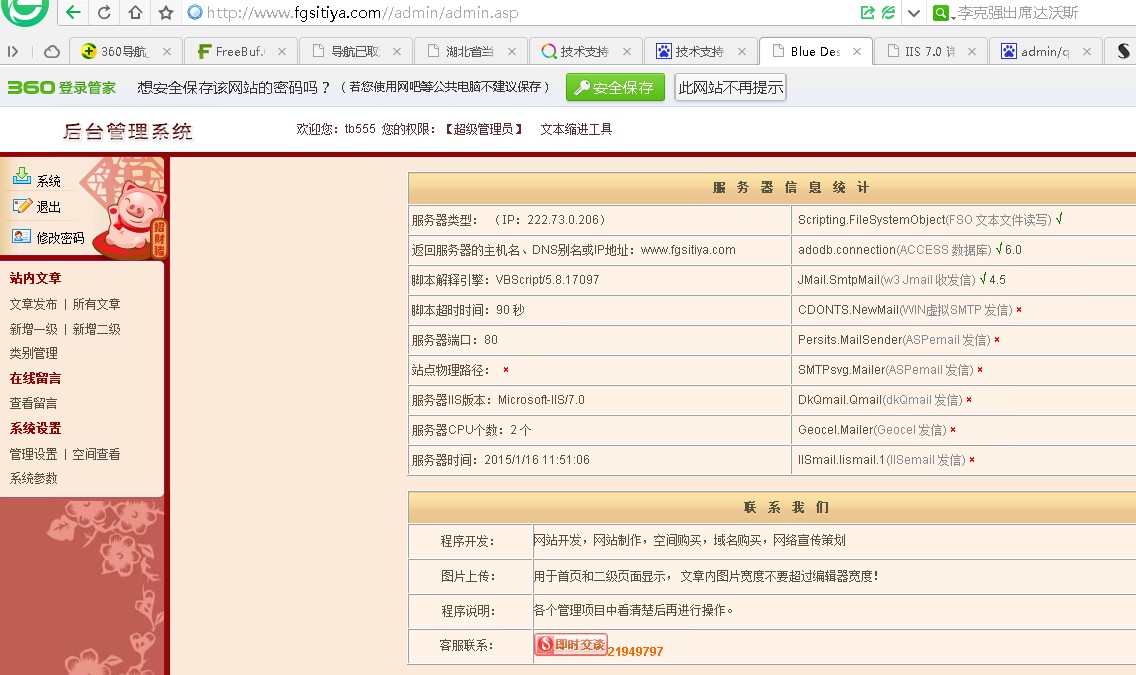 http://www.fgsitiya.com//admin/admin.asp 李克强出席达沃斯
360导航_ FreeBuf. 导航已取 湖北省当 技术支持 技术支持 Blue Des IIS 7.0 详 admin/q
360登录管家 想安全保存该网站的密码吗？（若您使用网吧等公共电脑不建议保存） 安全保存 此网站不再提示
后台管理系统 欢迎您：tb555 您的权限：【超级管理员】 文本缩进工具
系统
退出
修改密码
招财猪
站内文章
文章发布 | 所有文章
新增一级 | 新增二级
类别管理
在线留言
查看留言
系统设置
管理设置 | 空间查看
系统参数
服 务 器 信 息 统 计
服务器类型：（IP：222.73.0.206） Scripting.FileSystemObject(FSO 文本文件读写) √
返回服务器的主机名、DNS别名或IP地址：www.fgsitiya.com adodb.connection(ACCESS 数据库) √ 6.0
脚本解释引擎：VBScript/5.8.17097 JMail.SmtpMail(w3 Jmail 收发信) √ 4.5
脚本超时时间：90 秒 CDONTS.NewMail(WIN虚拟SMTP 发信) ×
服务器端口：80 Persits.MailSender(ASPemail 发信) ×
站点物理路径： × SMTPsvg.Mailer(ASPemail 发信) ×
服务器IIS版本：Microsoft-IIS/7.0 DkQmail.Qmail(dkQmail 发信) ×
服务器CPU个数：2 个 Geocel.Mailer(Geocel 发信) ×
服务器时间：2015/1/16 11:51:06 IISmail.Iismail.1(IISemail 发信) ×
联 系 我 们
程序开发： 网站开发，网站制作，空间购买，域名购买，网络宣传策划
图片上传： 用于首页和二级页面显示， 文章内图片宽度不要超过编辑器宽度！
程序说明： 各个管理项目中看清楚后再进行操作。
客服联系： 即时交谈 21949797